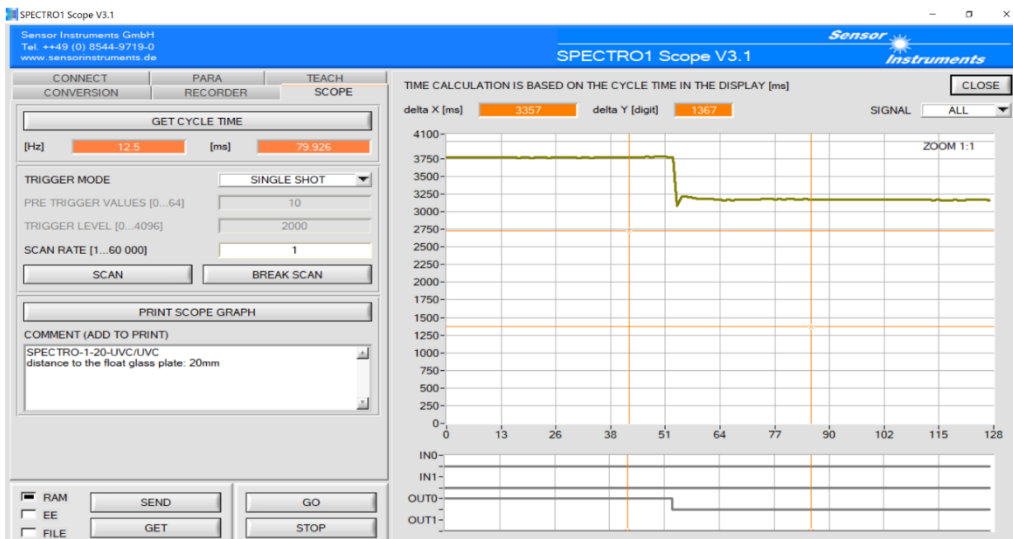 SPECTRO1 Scope V3.1
Sensor Instruments GmbH
Tel. ++49 (0) 8544-9719-0
www.sensorinstruments.de
SPECTRO1 Scope V3.1
Sensor
Instruments
CONNECT PARA TEACH
CONVERSION RECORDER SCOPE
GET CYCLE TIME
[Hz] 12.5 [ms] 79.926
TRIGGER MODE SINGLE SHOT
PRE TRIGGER VALUES [0...64] 10
TRIGGER LEVEL [0...4096] 2000
SCAN RATE [1...60 000] 1
SCAN BREAK SCAN
PRINT SCOPE GRAPH
COMMENT (ADD TO PRINT)
SPECTRO-1-20-UVC/UVC
distance to the float glass plate: 20mm
RAM
EE
FILE
SEND GO
GET STOP
TIME CALCULATION IS BASED ON THE CYCLE TIME IN THE DISPLAY [ms]
CLOSE
delta X [ms] 3357 delta Y [digit] 1367 SIGNAL ALL
ZOOM 1:1
4100
3750
3500
3250
3000
2750
2500
2250
2000
1750
1500
1250
1000
750
500
250
0
0 13 26 38 51 64 77 90 102 115 128
IN0
IN1
OUT0
OUT1